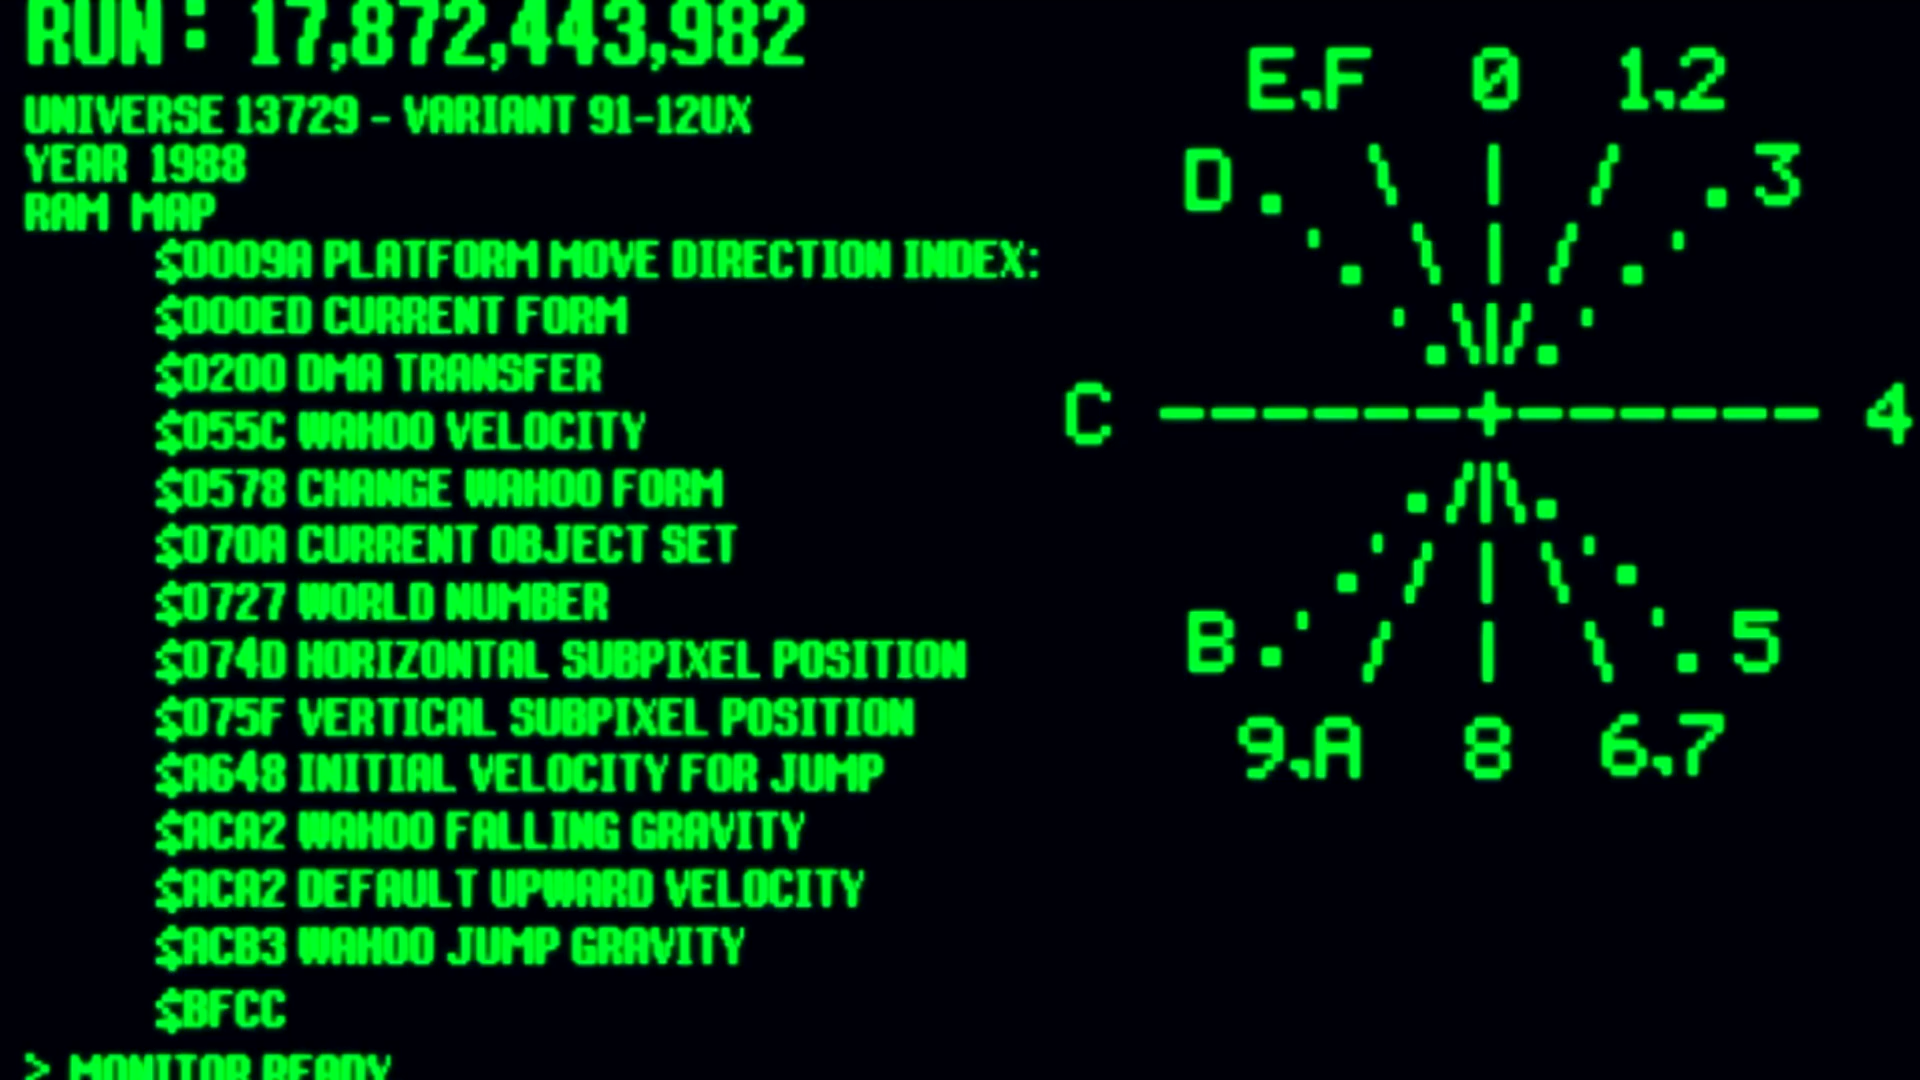 RUN: 17,872,443,982
UNIVERSE 13729 - VARIANT 91-12UX
YEAR 1988
RAM MAP
$0009A PLATFORM MOVE DIRECTION INDEX:
$000ED CURRENT FORM
$0200 DMA TRANSFER
$055C WAHOO VELOCITY
$0578 CHANGE WAHOO FORM
$070A CURRENT OBJECT SET
$0727 WORLD NUMBER
$074D HORIZONTAL SUBPIXEL POSITION
$075F VERTICAL SUBPIXEL POSITION
$A648 INITIAL VELOCITY FOR JUMP
$ACA2 WAHOO FALLING GRAVITY
$ACA2 DEFAULT UPWARD VELOCITY
$ACB3 WAHOO JUMP GRAVITY
$BFCC
> MONITOR READY
E,F 0 1,2
D 3
C 4
B 5
9,A 8 6,7